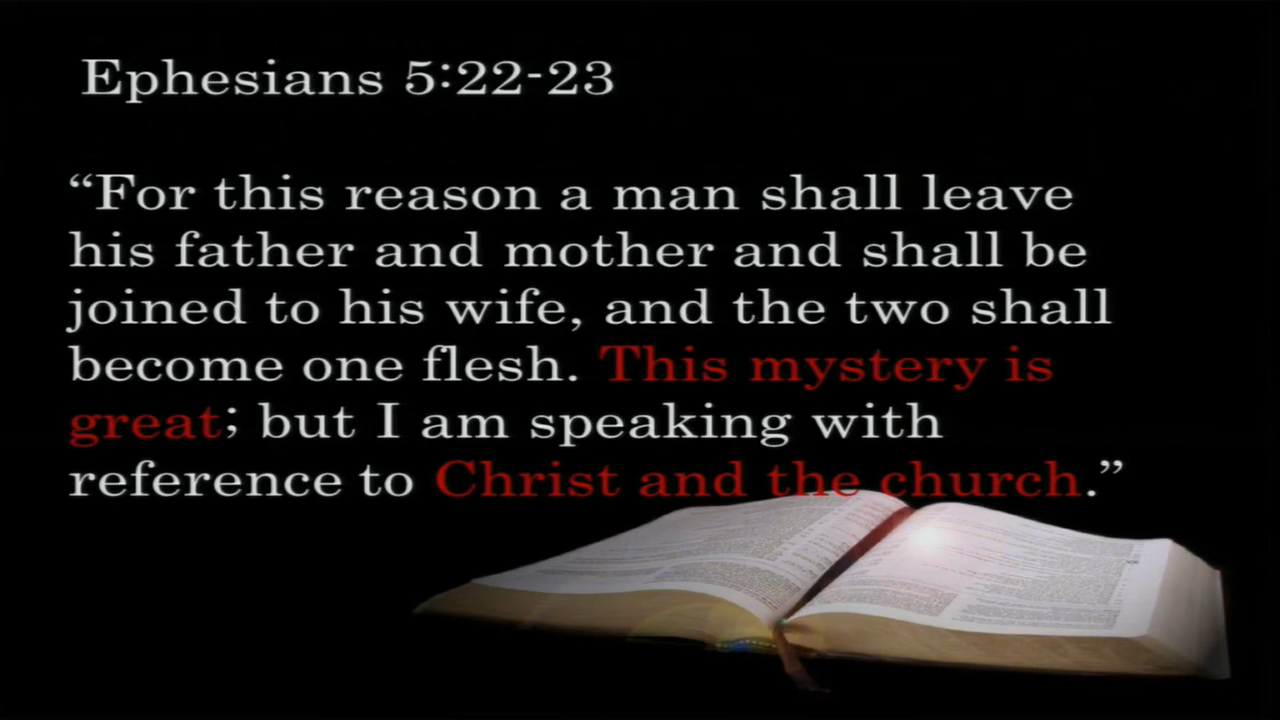 Ephesians 5:22-23
“For this reason a man shall leave
his father and mother and shall be
joined to his wife, and the two shall
become one flesh. This mystery is
great; but I am speaking with
reference to Christ and the church.”